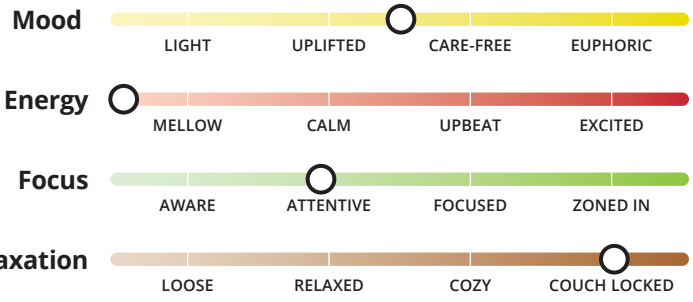 Mood
LIGHT UPLIFTED CARE-FREE EUPHORIC
Energy
MELLOW CALM UPBEAT EXCITED
Focus
AWARE ATTENTIVE FOCUSED ZONED IN
axation
LOOSE RELAXED COZY COUCH LOCKED